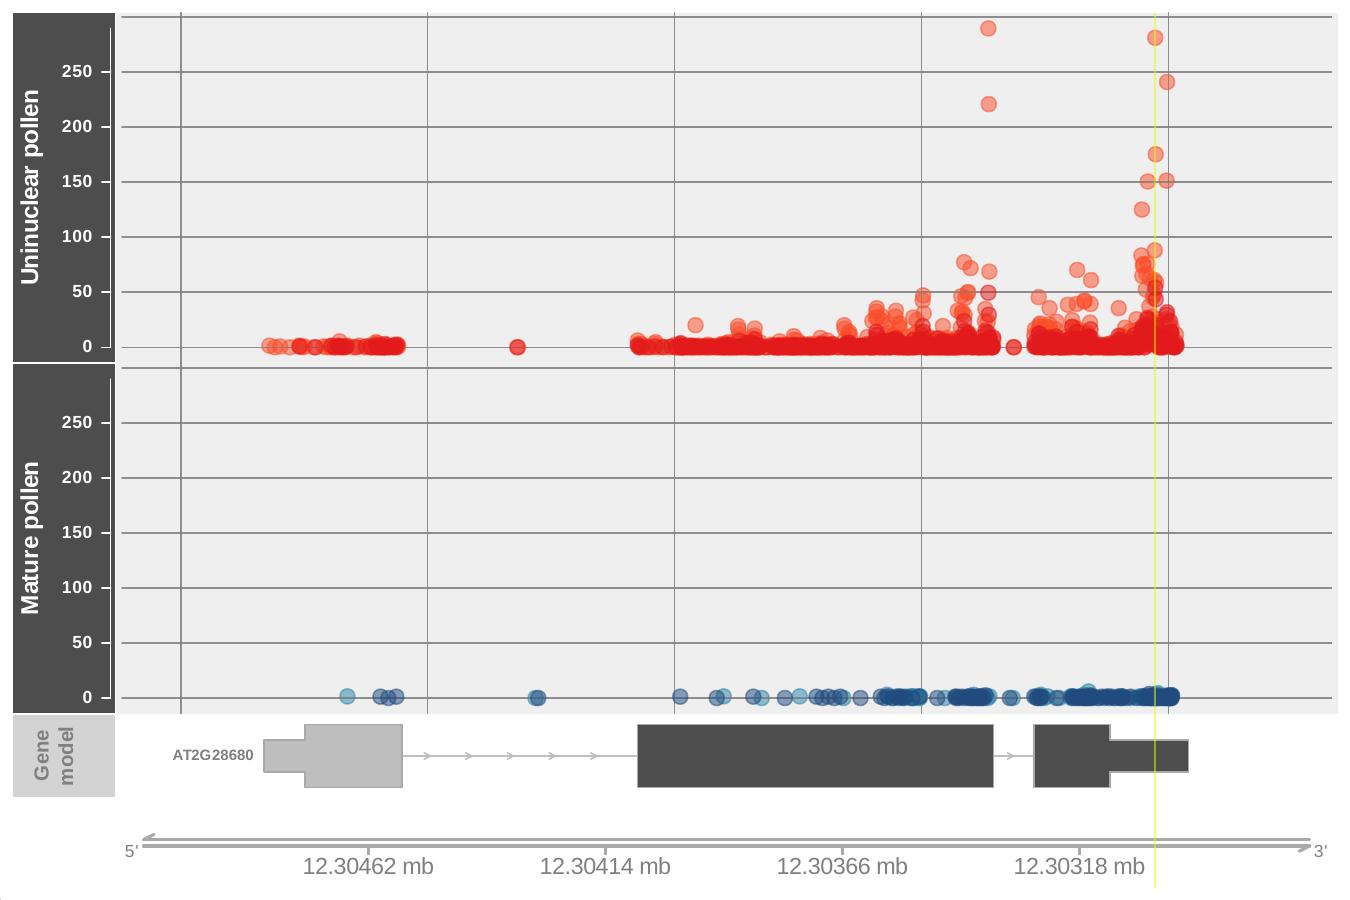 Uninuclear pollen
250
200
150
100
50
0
Mature pollen
250
200
150
100
50
0
Gene
model
AT2G28680
5'
3'
12.30462 mb
12.30414 mb
12.30366 mb
12.30318 mb